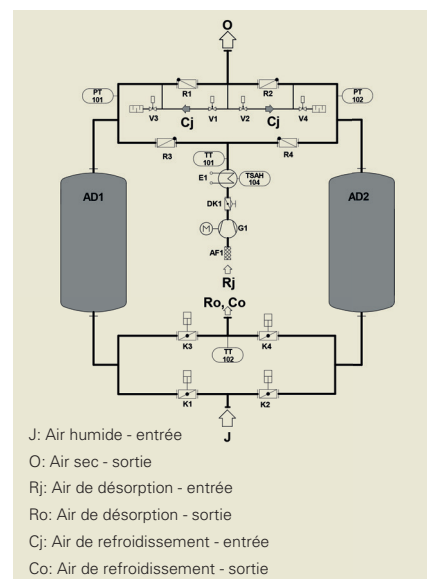 O
PT 101
R1
R2
PT 102
V3
V1
V2
V4
Cj
Cj
R3
R4
TT 101
E1
TSAH 104
AD1
AD2
DK1
M
G1
AF1
Rj
Ro, Co
K3
K4
TT 102
K1
K2
J
J: Air humide - entrée
O: Air sec - sortie
Rj: Air de désorption - entrée
Ro: Air de désorption - sortie
Cj: Air de refroidissement - entrée
Co: Air de refroidissement - sortie